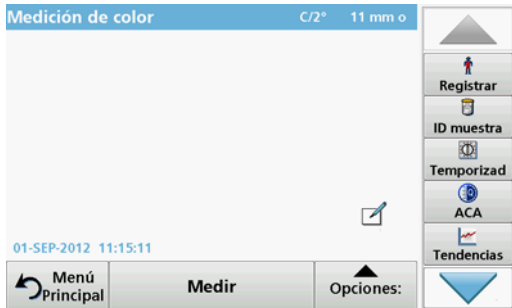 Medición de color C/2° 11 mm o
Registrar
ID muestra
Temporizad
ACA
Tendencias
01-SEP-2012 11:15:11
Menú
Principal
Medir
Opciones: